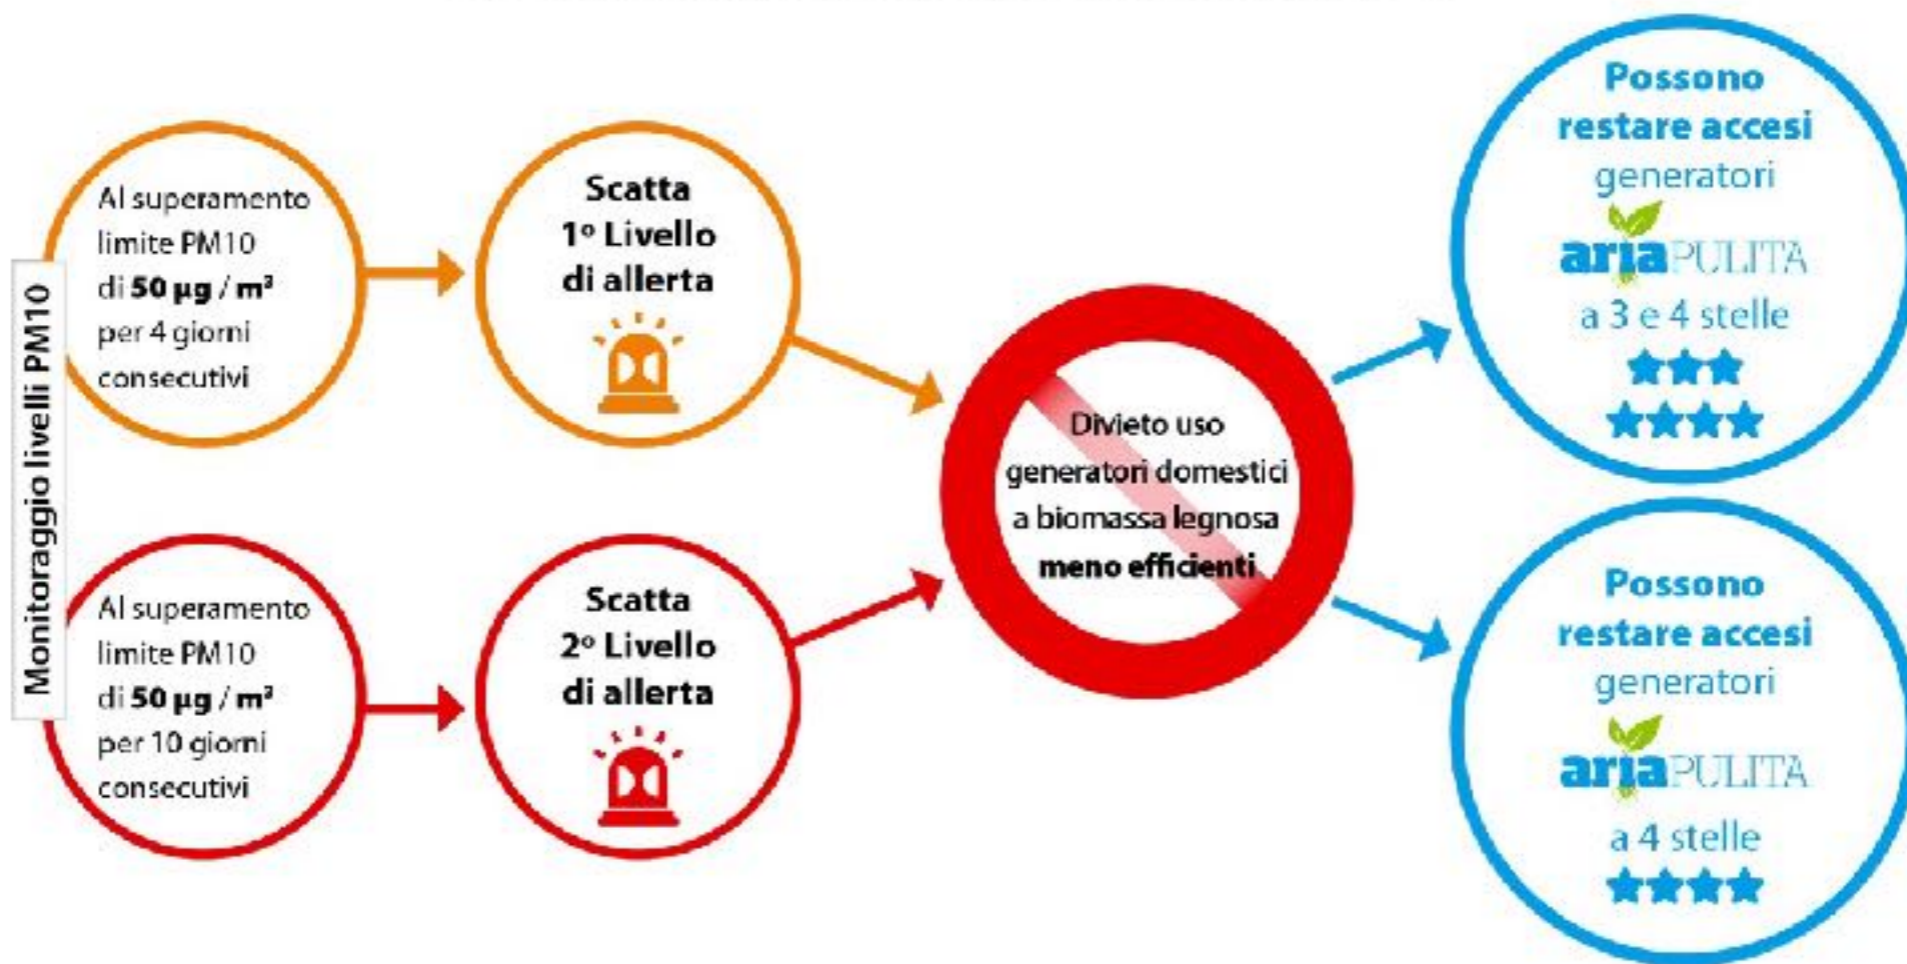 Monitoraggio livelli PM10
Al superamento
limite PM10
di 50 µg / m³
per 4 giorni
consecutivi
Scatta
1º Livello
di allerta
Al superamento
limite PM10
di 50 µg / m³
per 10 giorni
consecutivi
Scatta
2º Livello
di allerta
Divieto uso
generatori domestici
a biomassa legnosa
meno efficienti
Possono
restare accesi
generatori
ariaPULITA
a 3 e 4 stelle
Possono
restare accesi
generatori
ariaPULITA
a 4 stelle